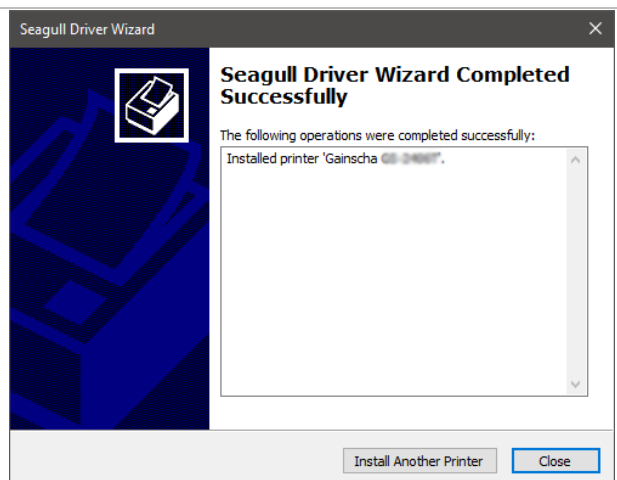 Seagull Driver Wizard
Seagull Driver Wizard Completed
Successfully
The following operations were completed successfully:
Installed printer 'Gainscha
Install Another Printer
Close